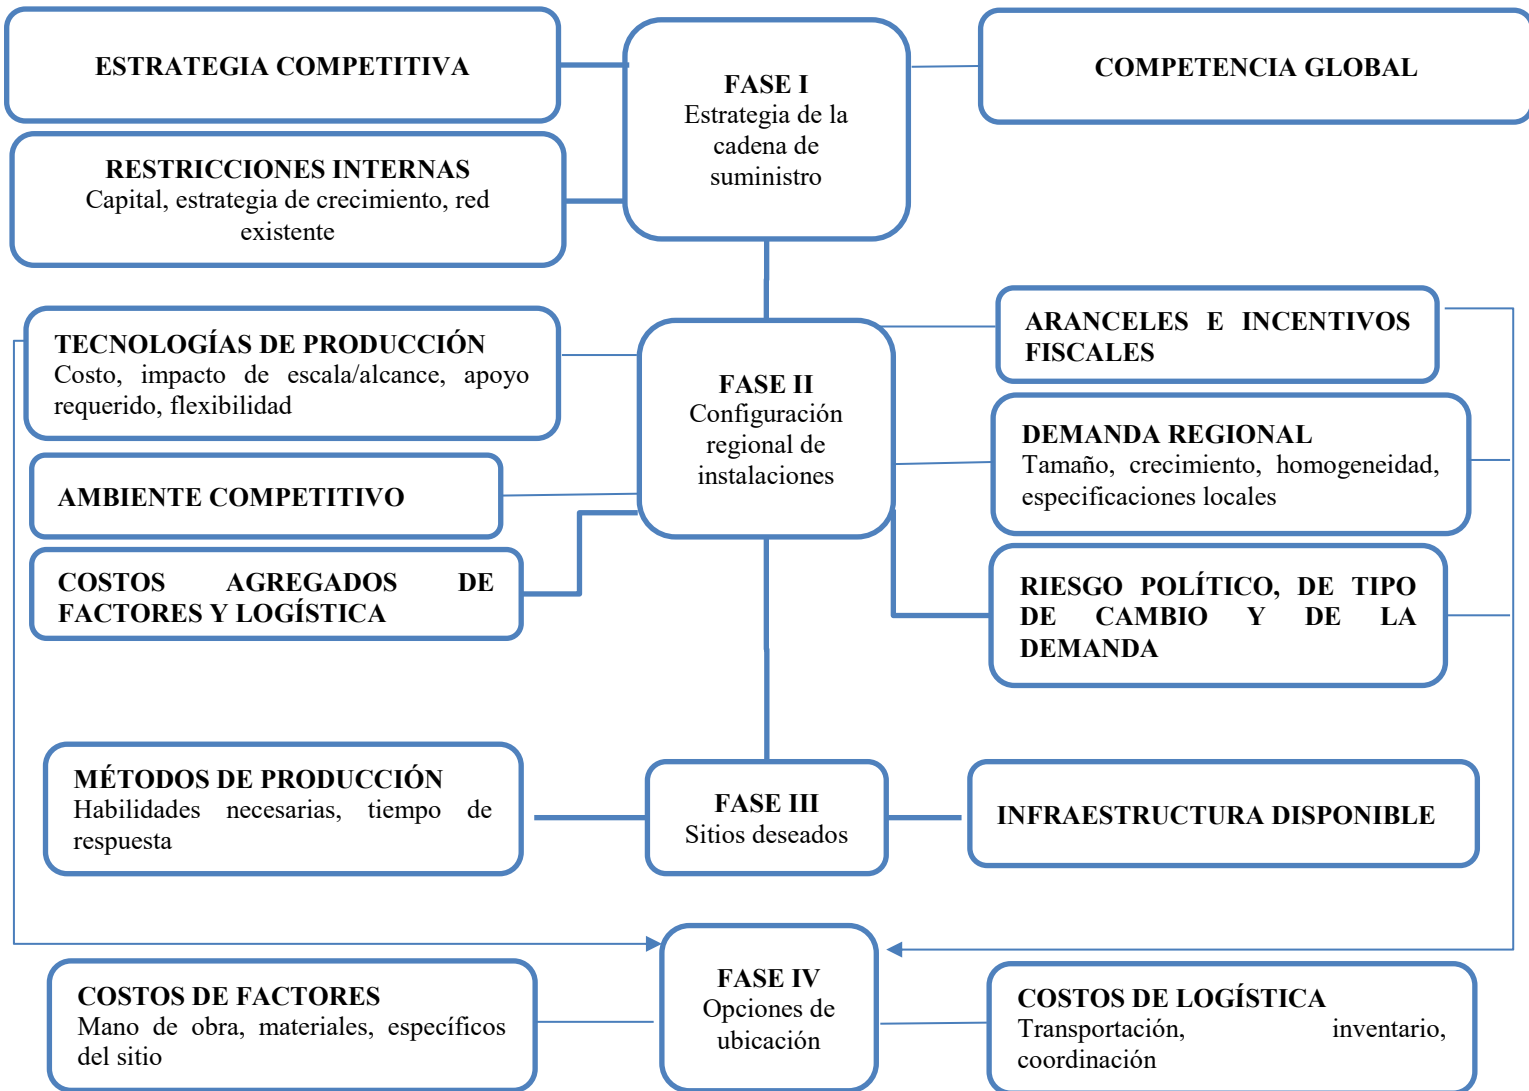 ESTRATEGIA COMPETITIVA
FASE I
Estrategia de la
cadena de
suministro
COMPETENCIA GLOBAL
RESTRICCIONES INTERNAS
Capital, estrategia de crecimiento, red
existente
TECNOLOGÍAS DE PRODUCCIÓN
Costo, impacto de escala/alcance, apoyo
requerido, flexibilidad
FASE II
Configuración
regional de
instalaciones
ARANCELES E INCENTIVOS
FISCALES
DEMANDA REGIONAL
Tamaño, crecimiento, homogeneidad,
especificaciones locales
AMBIENTE COMPETITIVO
COSTOS AGREGADOS DE
FACTORES Y LOGÍSTICA
RIESGO POLÍTICO, DE TIPO
DE CAMBIO Y DE LA
DEMANDA
MÉTODOS DE PRODUCCIÓN
Habilidades necesarias, tiempo de
respuesta
FASE III
Sitios deseados
INFRAESTRUCTURA DISPONIBLE
COSTOS DE FACTORES
Mano de obra, materiales, específicos
del sitio
FASE IV
Opciones de
ubicación
COSTOS DE LOGÍSTICA
Transportación, inventario,
coordinación